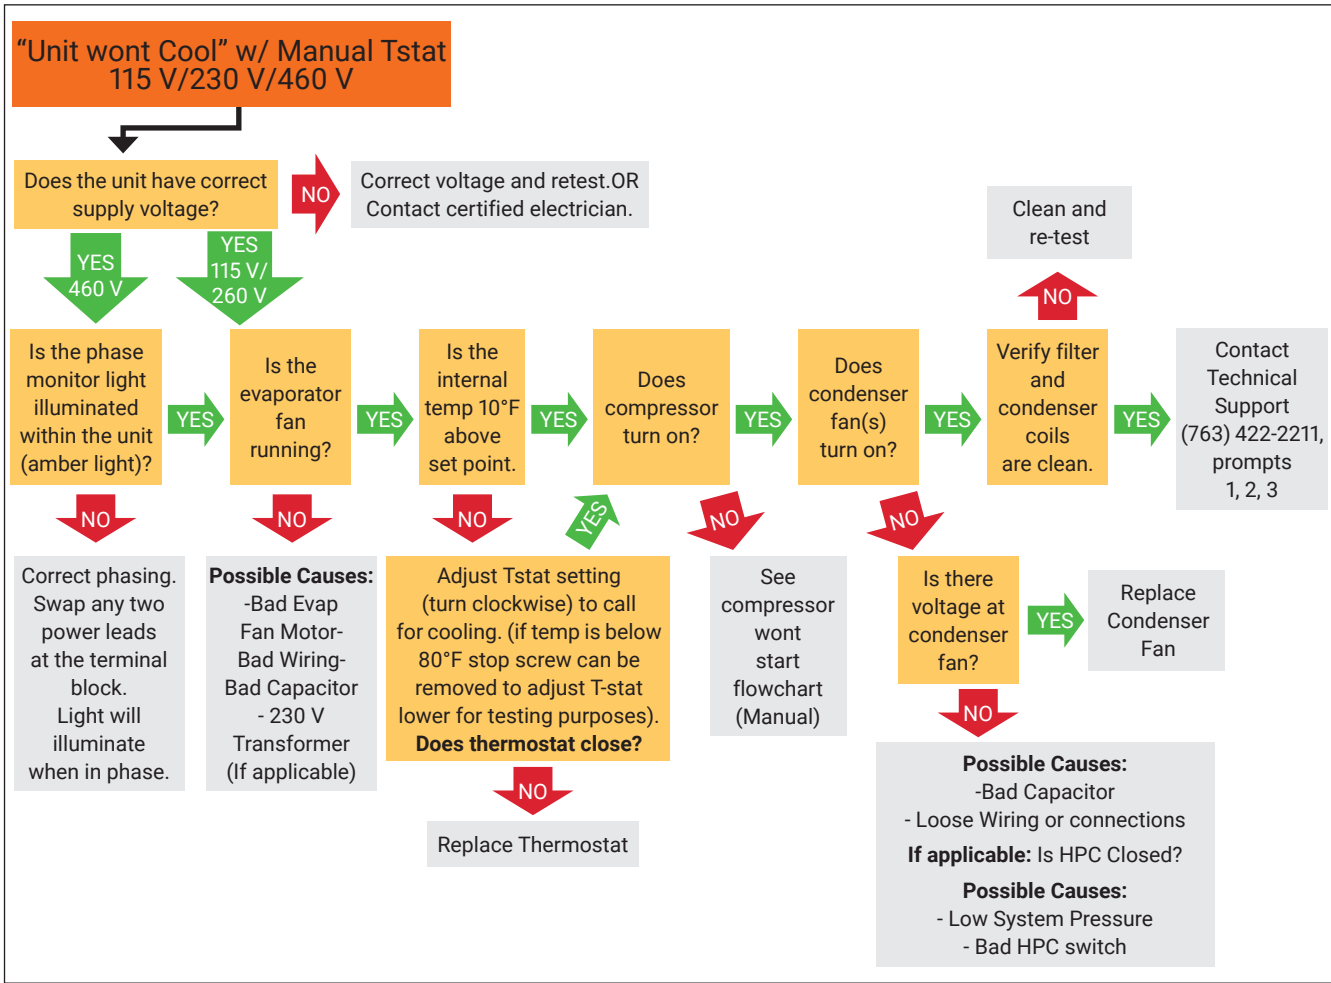 “Unit wont Cool” w/ Manual Tstat
115 V/230 V/460 V
Does the unit have correct
supply voltage?
NO
Correct voltage and retest.OR
Contact certified electrician.
YES
460 V
YES
115 V/
260 V
Clean and
re-test
NO
Is the phase
monitor light
illuminated
within the unit
(amber light)?
YES
Is the
evaporator
fan
running?
YES
Is the
internal
temp 10°F
above
set point.
YES
Does
compressor
turn on?
YES
Does
condenser
fan(s)
turn on?
YES
Verify filter
and
condenser
coils
are clean.
YES
Contact
Technical
Support
(763) 422-2211,
prompts
1, 2, 3
NO
NO
NO
YES
NO
NO
Correct phasing.
Swap any two
power leads
at the terminal
block.
Light will
illuminate
when in phase.
Possible Causes:
-Bad Evap
Fan Motor-
Bad Wiring-
Bad Capacitor
- 230 V
Transformer
(If applicable)
Adjust Tstat setting
(turn clockwise) to call
for cooling. (if temp is below
80°F stop screw can be
removed to adjust T-stat
lower for testing purposes).
Does thermostat close?
NO
Replace Thermostat
See
compressor
wont
start
flowchart
(Manual)
Is there
voltage at
condenser
fan?
YES
Replace
Condenser
Fan
NO
Possible Causes:
-Bad Capacitor
- Loose Wiring or connections
If applicable: Is HPC Closed?
Possible Causes:
- Low System Pressure
- Bad HPC switch